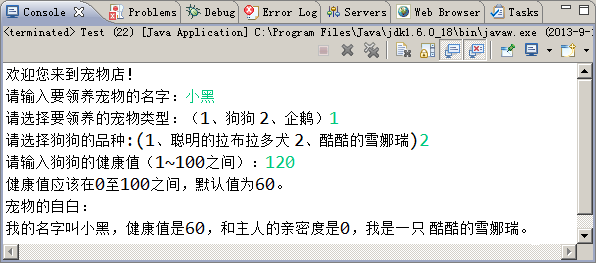 Console Problems Debug Error Log Servers Web Browser Tasks
<terminated> Test (22) [Java Application] C:\Program Files\Java\jdk1.6.0_18\bin\javaw.exe (2013-9-1
欢迎您来到宠物店!
请输入要领养宠物的名字：小黑
请选择要领养的宠物类型：（1、狗狗 2、企鹅）1
请选择狗狗的品种:(1、聪明的拉布拉多犬 2、酷酷的雪娜瑞)2
请输入狗狗的健康值（1~100之间）：120
健康值应该在0至100之间，默认值为60。
宠物的自白：
我的名字叫小黑，健康值是60，和主人的亲密度是0，我是一只 酷酷的雪娜瑞。